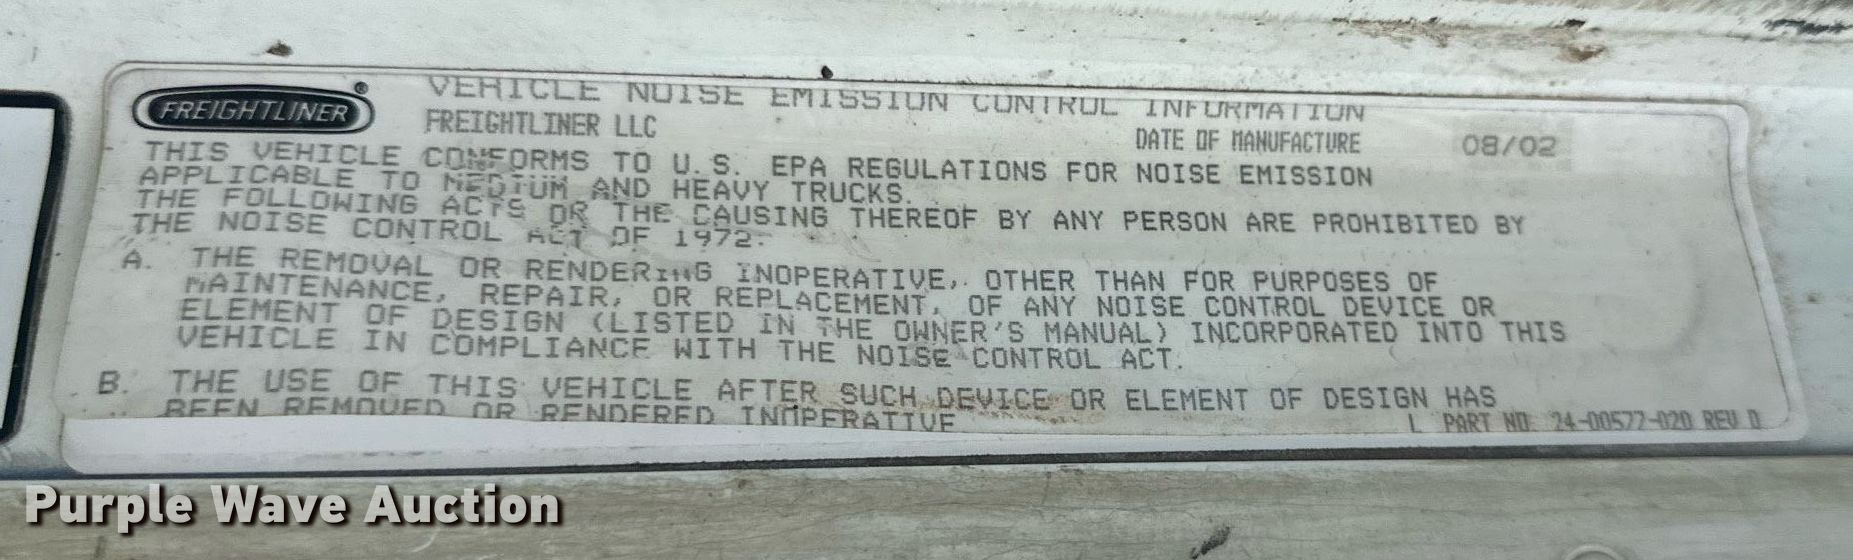 FREIGHTLINER®
VEHICLE NOISE EMISSION CONTROL INFORMATION
FREIGHTLINER LLC
DATE OF MANUFACTURE 08/02
THIS VEHICLE CONFORMS TO U.S. EPA REGULATIONS FOR NOISE EMISSION
APPLICABLE TO MEDIUM AND HEAVY TRUCKS.
THE FOLLOWING ACTS OR THE CAUSING THEREOF BY ANY PERSON ARE PROHIBITED BY
THE NOISE CONTROL ACT OF 1972:
A. THE REMOVAL OR RENDERING INOPERATIVE, OTHER THAN FOR PURPOSES OF
MAINTENANCE, REPAIR, OR REPLACEMENT, OF ANY NOISE CONTROL DEVICE OR
ELEMENT OF DESIGN (LISTED IN THE OWNER'S MANUAL) INCORPORATED INTO THIS
VEHICLE IN COMPLIANCE WITH THE NOISE CONTROL ACT.
B. THE USE OF THIS VEHICLE AFTER SUCH DEVICE OR ELEMENT OF DESIGN HAS
BEEN REMOVED OR RENDERED INOPERATIVE
L PART NO. 24-00577-020 REV D
Purple Wave Auction